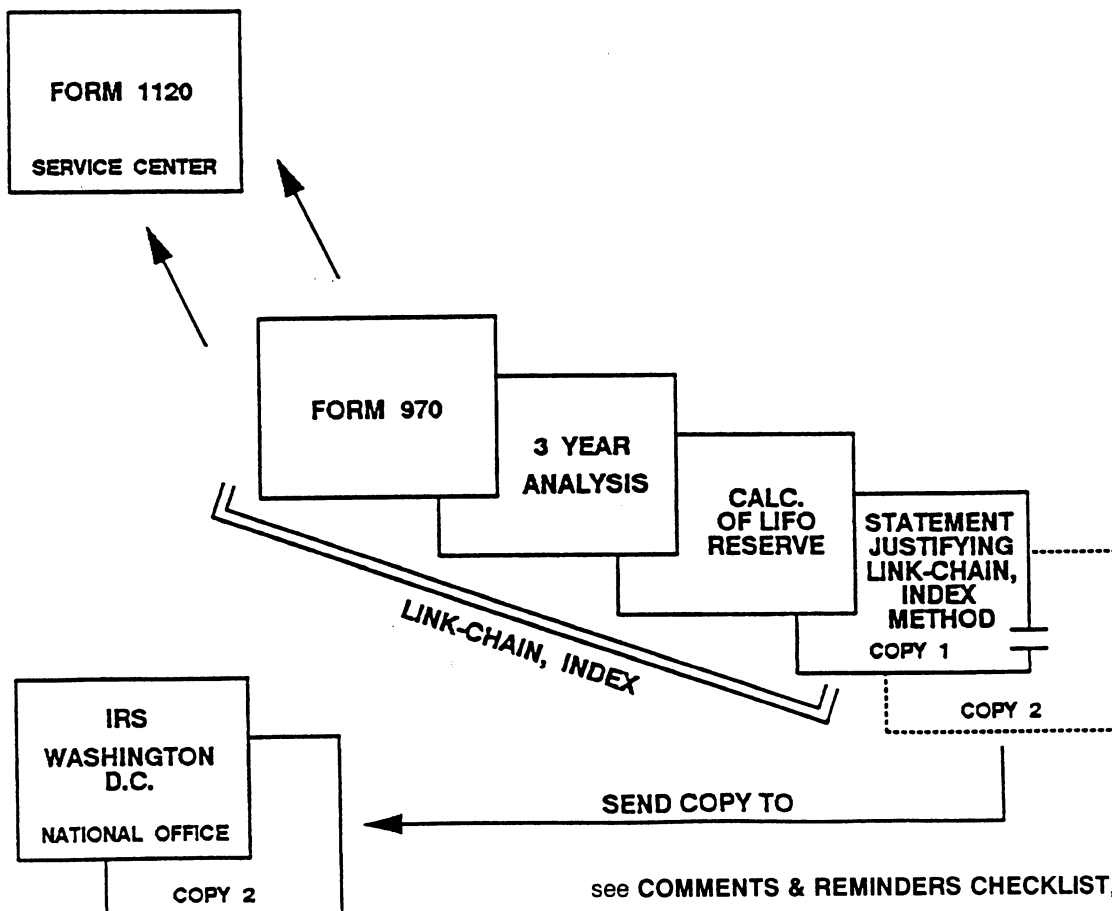 FORM 1120
SERVICE CENTER
FORM 970
3 YEAR
ANALYSIS
CALC.
OF LIFO
RESERVE
STATEMENT
JUSTIFYING
LINK-CHAIN,
INDEX
METHOD
COPY 1
COPY 2
LINK-CHAIN, INDEX
IRS
WASHINGTON
D.C.
NATIONAL OFFICE
COPY 2
SEND COPY TO
see COMMENTS & REMINDERS CHECKLIST,